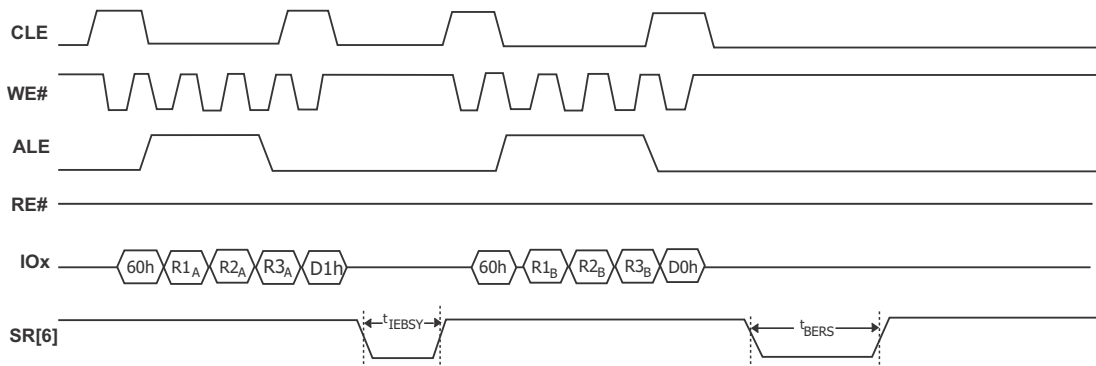 CLE
WE#
ALE
RE#
IOx 60h R1A R2A R3A D1h 60h R1B R2B R3B D0h
SR[6] tIEBSY tBERS